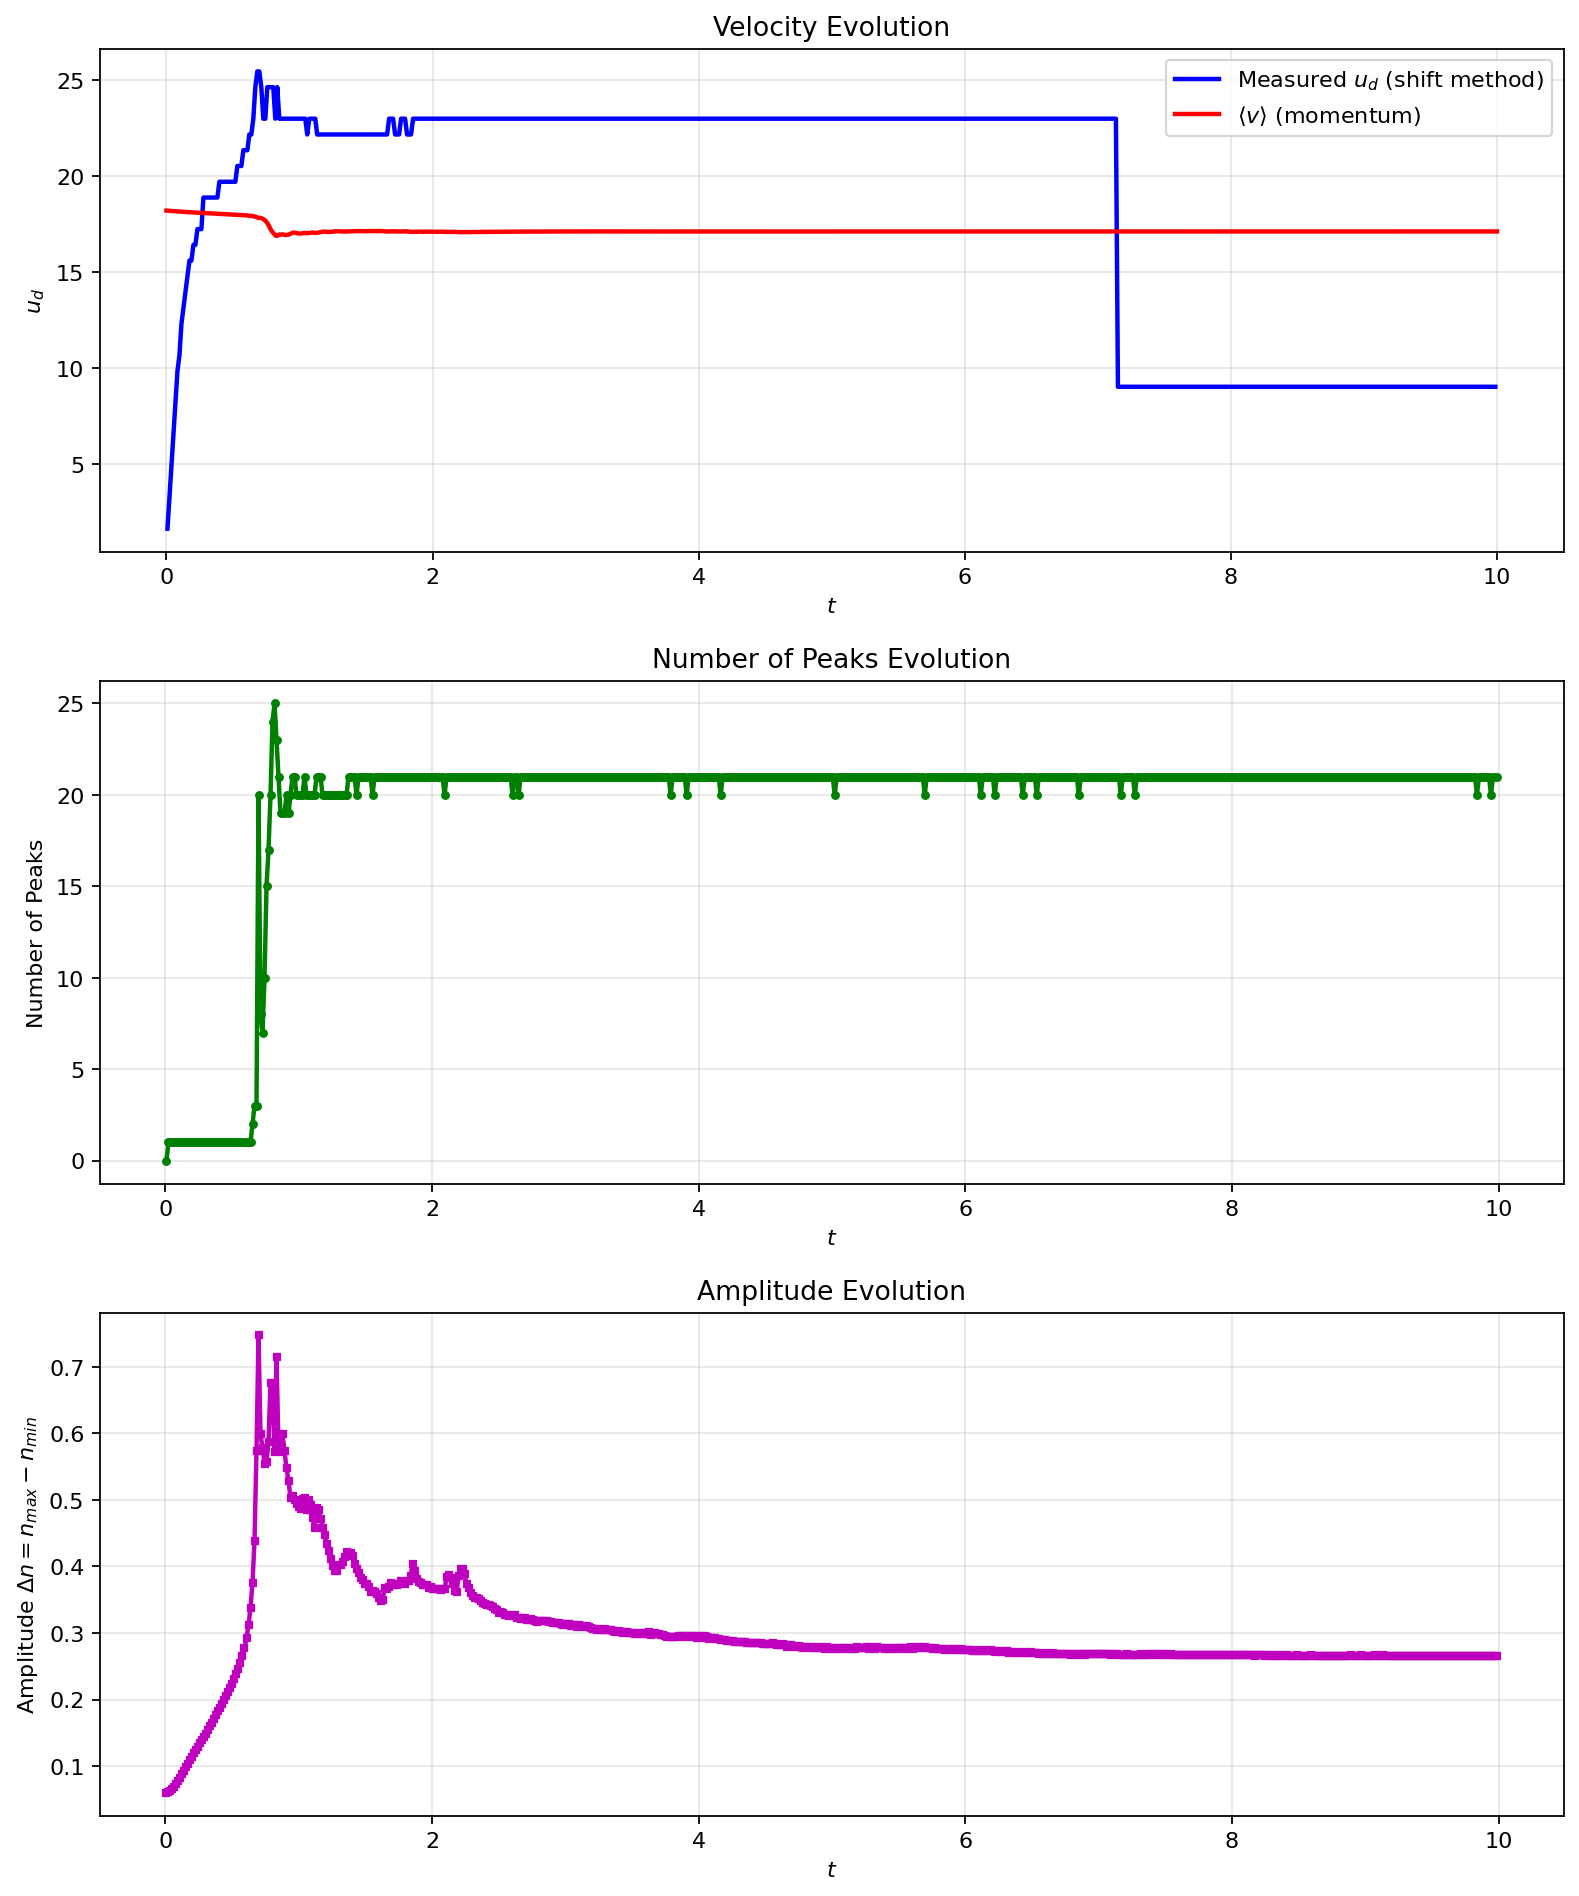 Velocity Evolution
25
20
15
10
5
u_d
Measured u_d (shift method)
⟨v⟩ (momentum)
0 2 4 6 8 10
t
Number of Peaks Evolution
25
20
15
10
5
0
Number of Peaks
0 2 4 6 8 10
t
Amplitude Evolution
0.7
0.6
0.5
0.4
0.3
0.2
0.1
Amplitude Δn = n_max − n_min
0 2 4 6 8 10
t